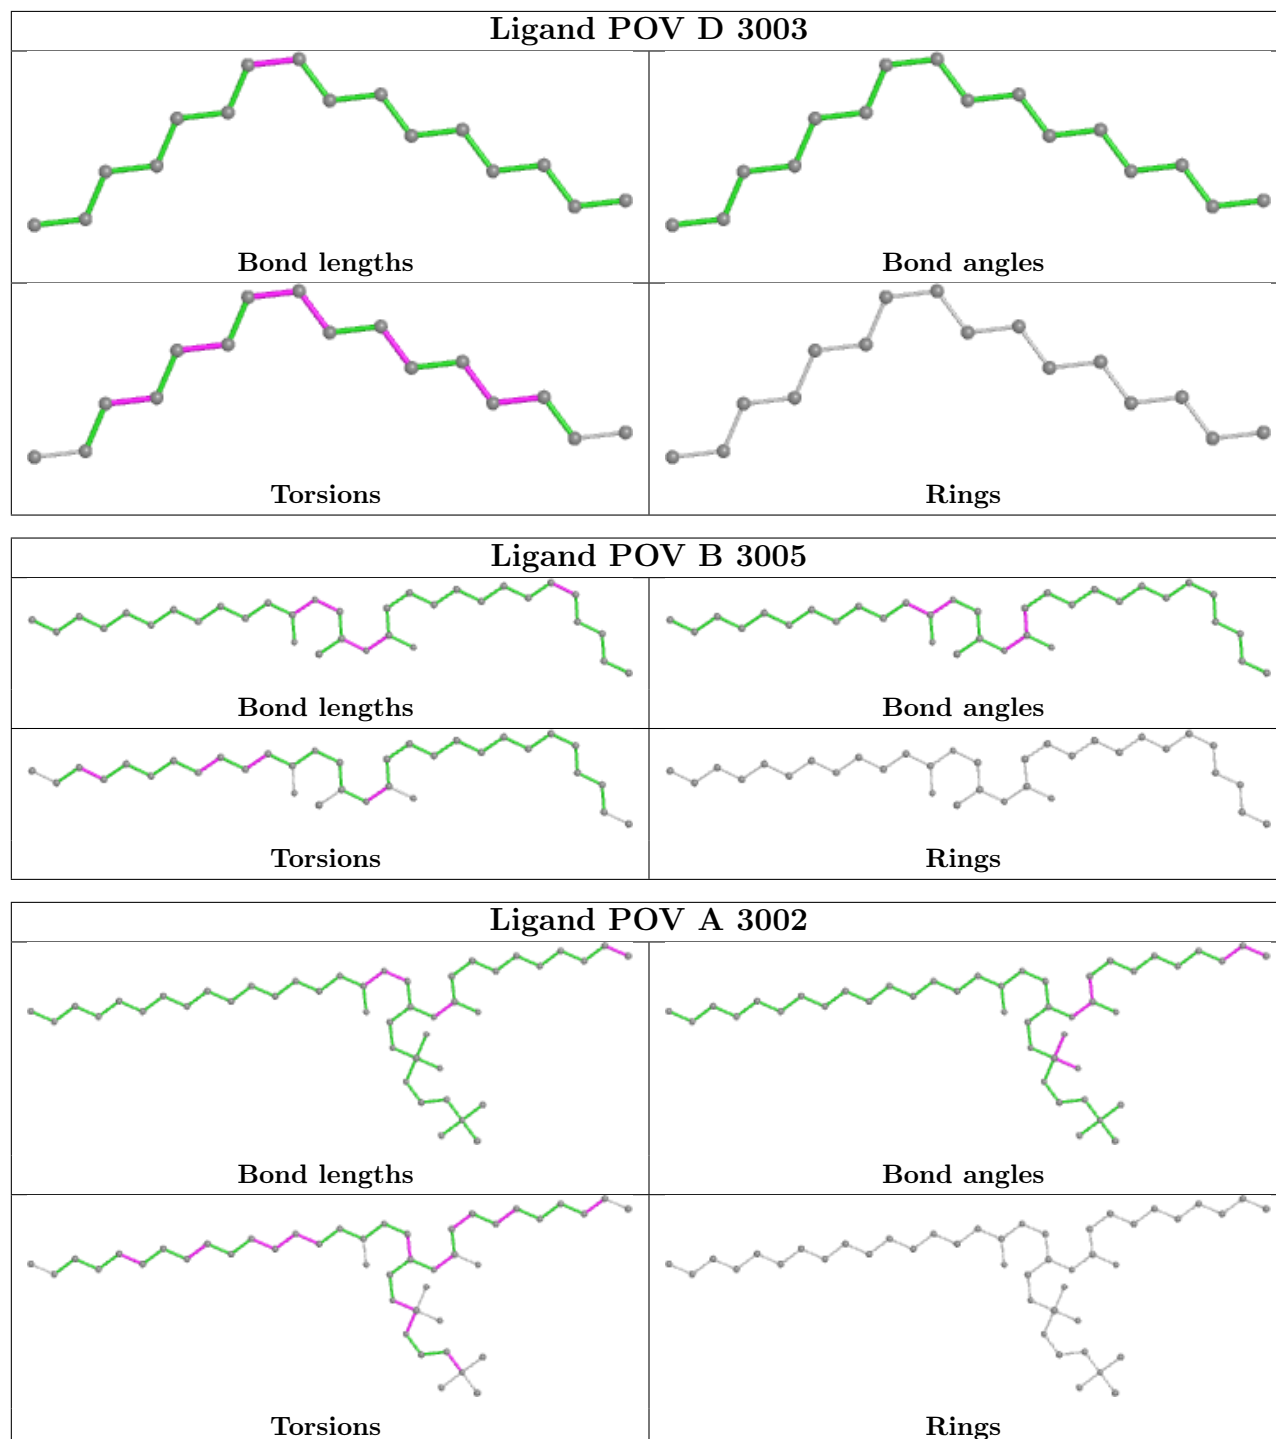 Ligand POV D 3003
Bond lengths
Bond angles
Torsions
Rings
Ligand POV B 3005
Bond lengths
Bond angles
Torsions
Rings
Ligand POV A 3002
Bond lengths
Bond angles
Torsions
Rings